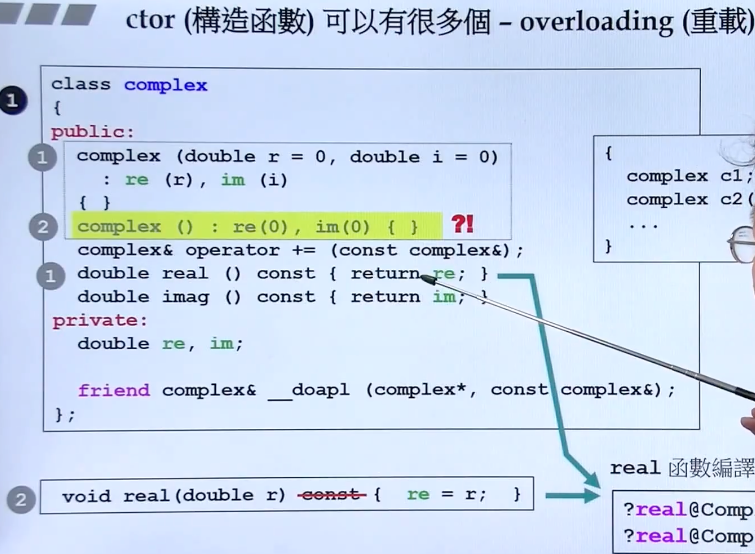 ctor (構造函數) 可以有很多個 – overloading (重載)
1
class complex
{
public:
1
complex (double r = 0, double i = 0)
: re (r), im (i)
{ }
2
complex () : re(0), im(0) { } ?!
complex& operator += (const complex&);
1
double real () const { return re; }
double imag () const { return im; }
private:
double re, im;
friend complex& __doapl (complex*, const complex&);
};
{
complex c1;
complex c2(
...
}
2
void real(double r) const { re = r; }
real 函數編譯
?real@Comp
?real@Comp